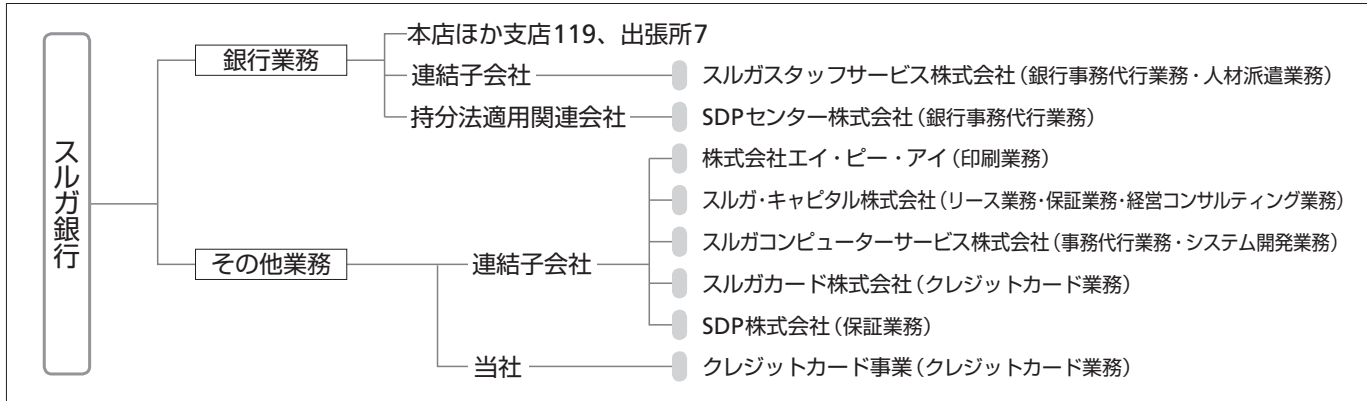 スルガ銀行
銀行業務
本店ほか支店119、出張所7
連結子会社
スルガスタッフサービス株式会社(銀行事務代行業務・人材派遣業務)
持分法適用関連会社
SDPセンター株式会社(銀行事務代行業務)
その他業務
連結子会社
株式会社エイ・ピー・アイ(印刷業務)
スルガ・キャピタル株式会社(リース業務・保証業務・経営コンサルティング業務)
スルガコンピューターサービス株式会社(事務代行業務・システム開発業務)
スルガカード株式会社(クレジットカード業務)
SDP株式会社(保証業務)
当社
クレジットカード事業(クレジットカード業務)